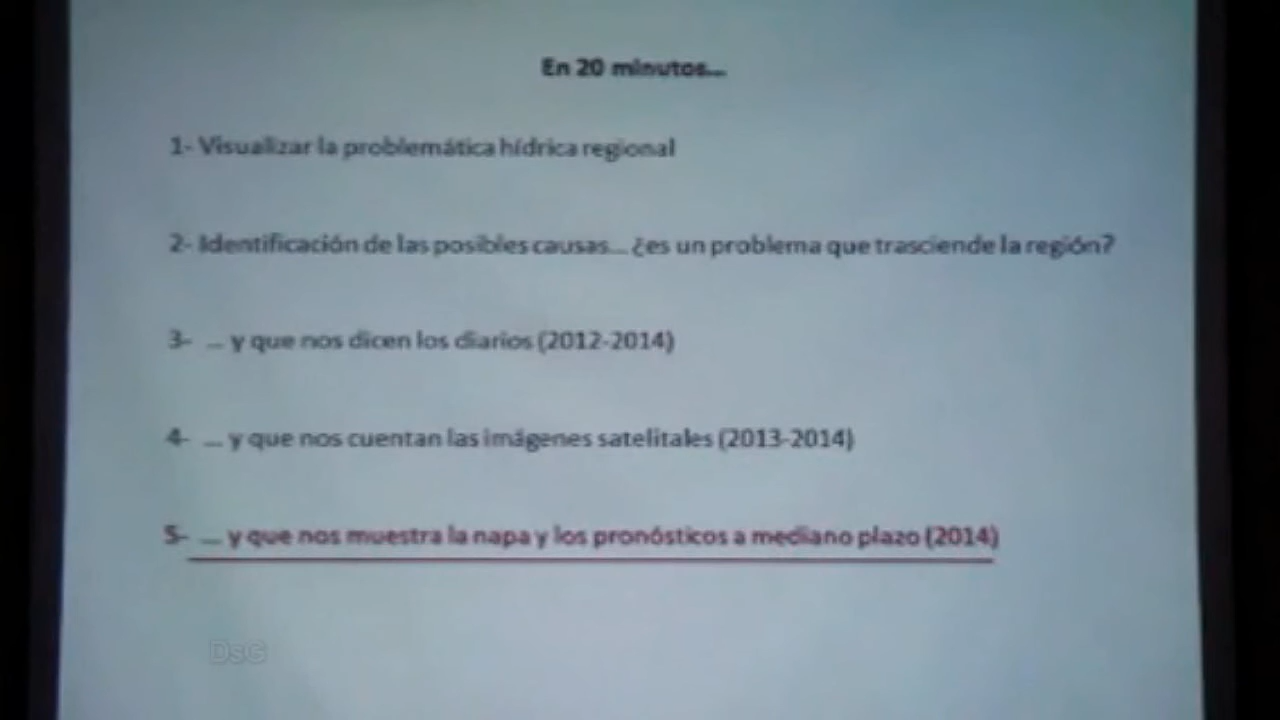 En 20 minutos...
1- Visualizar la problemática hídrica regional
2- Identificación de las posibles causas... ¿es un problema que trasciende la región?
3- ... y que nos dicen los diarios (2012-2014)
4- ... y que nos cuentan las imágenes satelitales (2013-2014)
5- ... y que nos muestra la napa y los pronósticos a mediano plazo (2014)
DsG